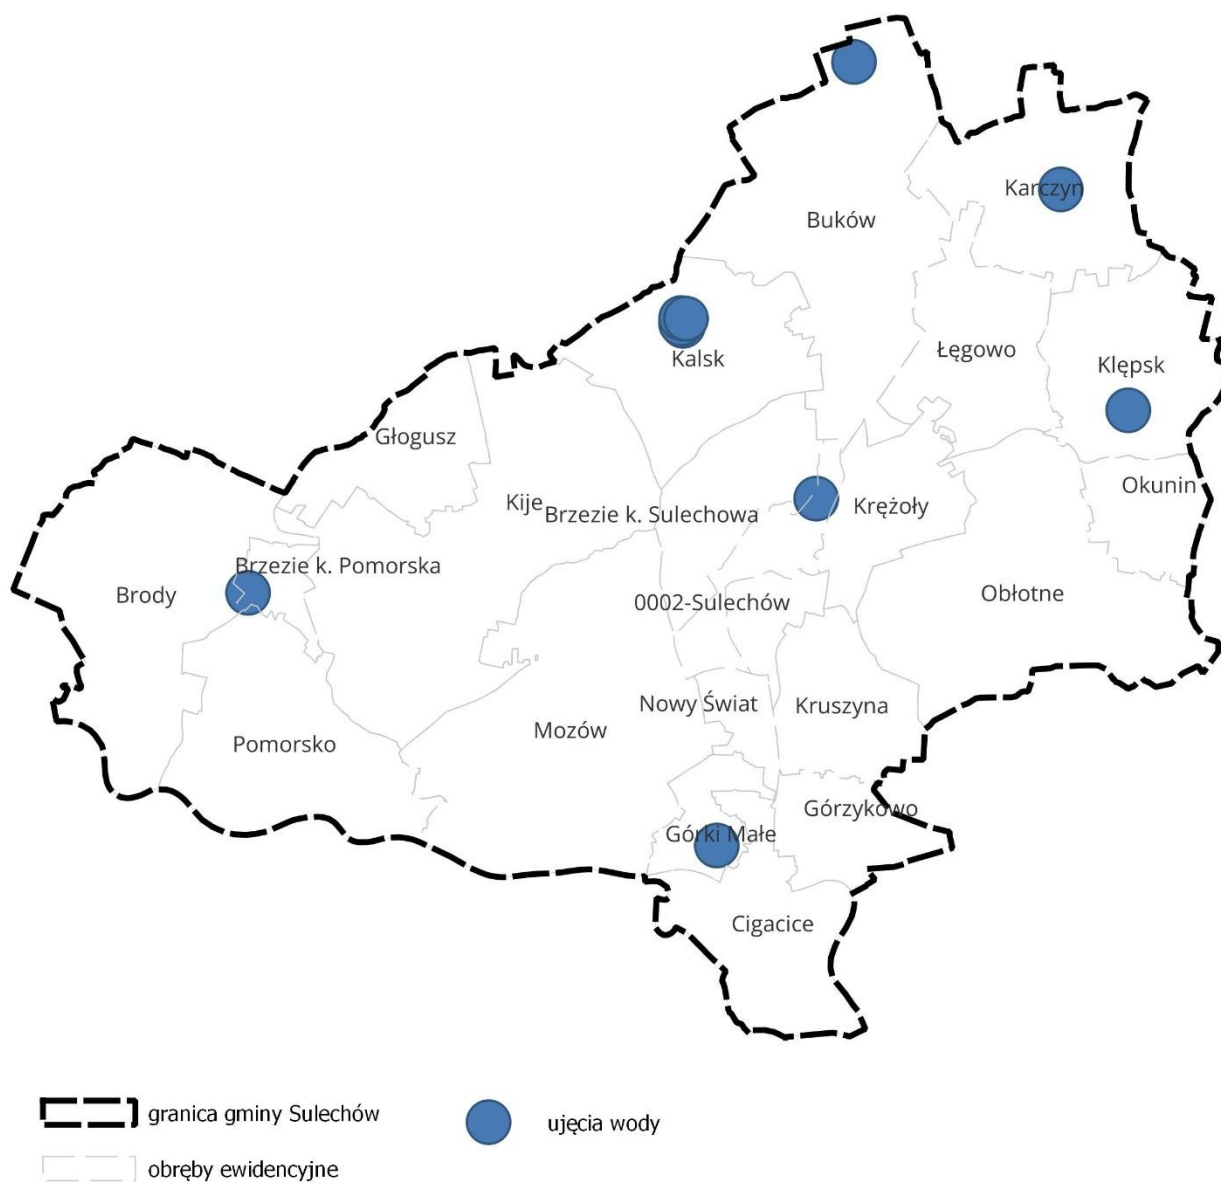 Karczyn
Buków
Łęgowo
Kalsk
Klępsk
Głogusz
Okunin
Kije
Brzezie k. Sulechowa
Krężoły
Brzezie k. Pomorska
Brody
0002-Sulechów
Obłotne
Nowy Świat
Kruszyna
Mozów
Pomorsko
Górzykowo
Górki Małe
Cigacice
granica gminy Sulechów
ujęcia wody
obręby ewidencyjne